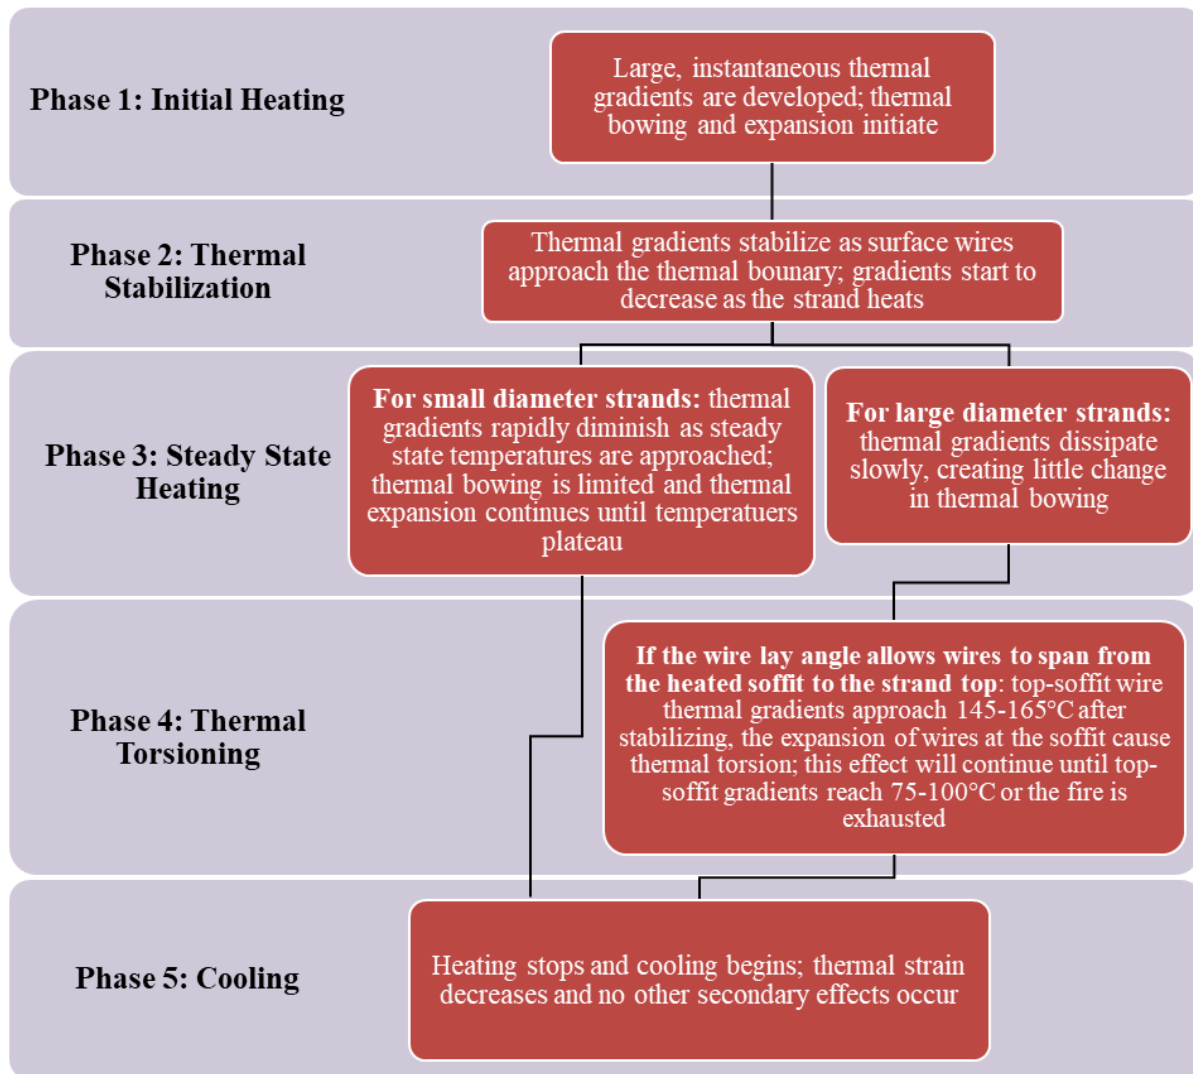 Phase 1: Initial Heating
Large, instantaneous thermal
gradients are developed; thermal
bowing and expansion initiate
Phase 2: Thermal
Stabilization
Thermal gradients stabilize as surface wires
approach the thermal bounary; gradients start to
decrease as the strand heats
Phase 3: Steady State
Heating
For small diameter strands: thermal
gradients rapidly diminish as steady
state temperatures are approached;
thermal bowing is limited and thermal
expansion continues until temperatuers
plateau
For large diameter strands:
thermal gradients dissipate
slowly, creating little change
in thermal bowing
Phase 4: Thermal
Torsioning
If the wire lay angle allows wires to span from
the heated soffit to the strand top: top-soffit wire
thermal gradients approach 145-165°C after
stabilizing, the expansion of wires at the soffit cause
thermal torsion; this effect will continue until top-
soffit gradients reach 75-100°C or the fire is
exhausted
Phase 5: Cooling
Heating stops and cooling begins; thermal strain
decreases and no other secondary effects occur